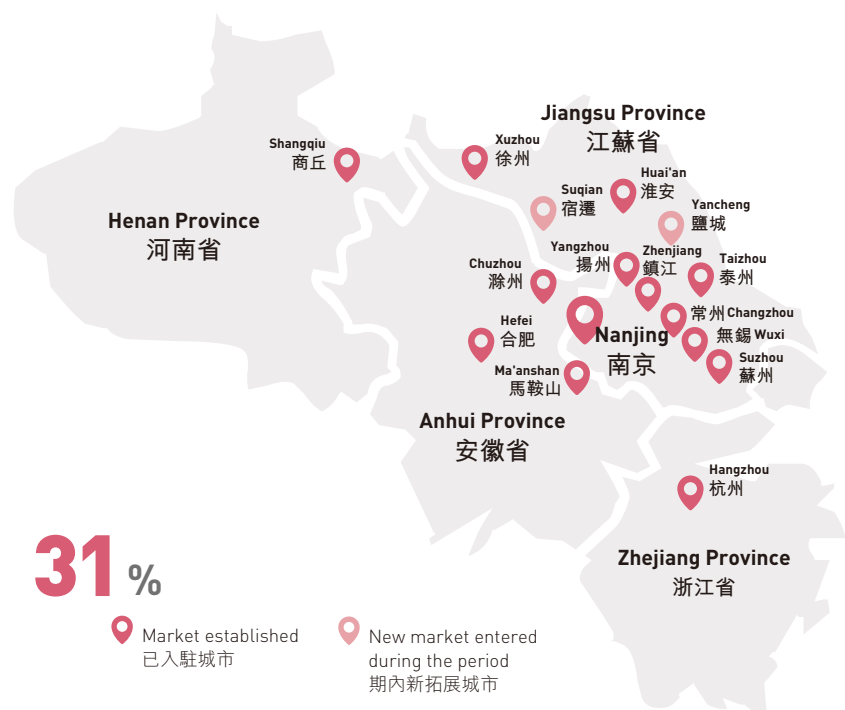 Jiangsu Province
江蘇省
Shangqiu
商丘
Xuzhou
徐州
Huai'an
淮安
Suqian
宿遷
Yancheng
鹽城
Henan Province
河南省
Yangzhou
揚州
Zhenjiang
鎮江
Taizhou
泰州
Chuzhou
滁州
常州 Changzhou
Hefei
合肥
無錫 Wuxi
Nanjing
南京
Suzhou
蘇州
Ma'anshan
馬鞍山
Anhui Province
安徽省
Hangzhou
杭州
Zhejiang Province
浙江省
31 %
Market established
已入駐城市
New market entered
during the period
期內新拓展城市